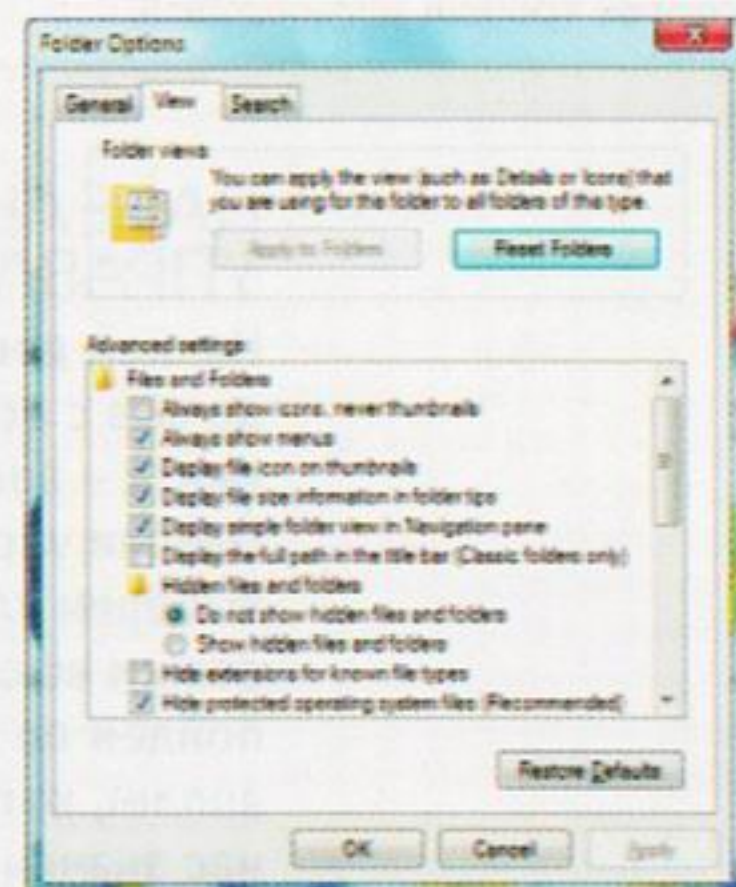 Folder Options
General View Search
Folder views
You can apply the view (such as Details or Icons) that
you are using for this folder to all folders of this type.
Apply to Folders Reset Folders
Advanced settings:
Files and Folders
Always show icons, never thumbnails
Always show menus
Display file icon on thumbnails
Display file size information in folder tips
Display simple folder view in Navigation pane
Display the full path in the title bar (Classic folders only)
Hidden files and folders
Do not show hidden files and folders
Show hidden files and folders
Hide extensions for known file types
Hide protected operating system files (Recommended)
Restore Defaults
OK Cancel Apply